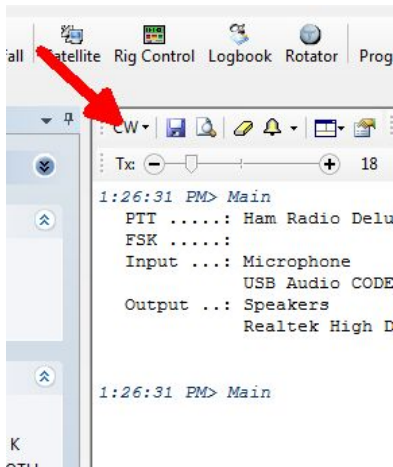 all Satellite Rig Control Logbook Rotator Prog
CW
Tx: 18
1:26:31 PM> Main
PTT .....: Ham Radio Delu
FSK .....:
Input ...: Microphone
USB Audio CODE
Output ..: Speakers
Realtek High D
1:26:31 PM> Main
K